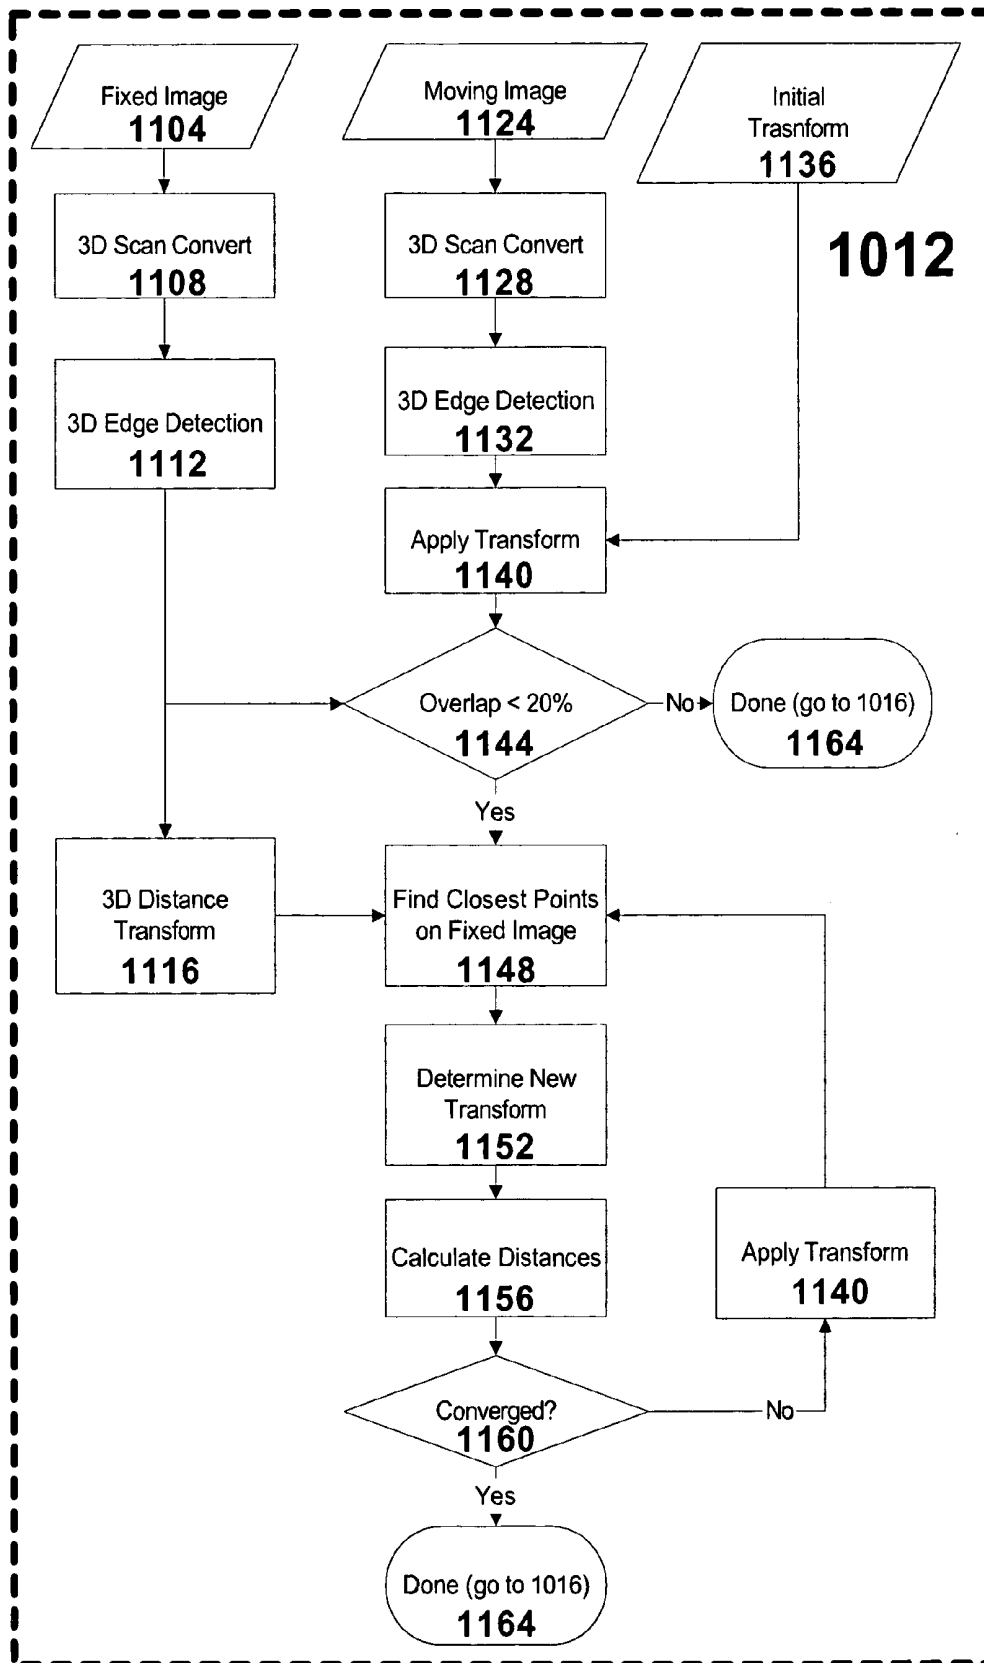 Fixed Image
1104
Moving Image
1124
Initial
Trasnform
1136
3D Scan Convert
1108
3D Scan Convert
1128
1012
3D Edge Detection
1112
3D Edge Detection
1132
Apply Transform
1140
Overlap < 20%
1144
No
Done (go to 1016)
1164
Yes
3D Distance
Transform
1116
Find Closest Points
on Fixed Image
1148
Determine New
Transform
1152
Calculate Distances
1156
Apply Transform
1140
Converged?
1160
No
Yes
Done (go to 1016)
1164